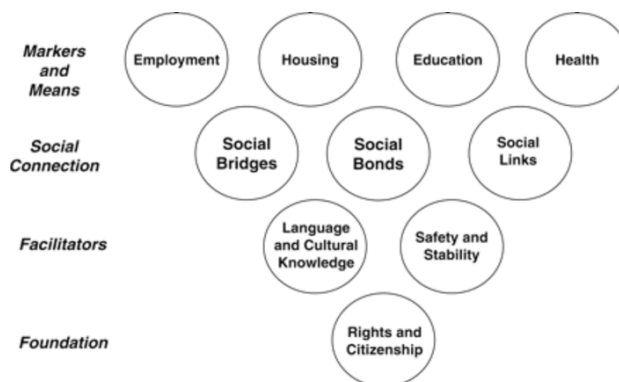 Markers
and
Means
Employment
Housing
Education
Health
Social
Connection
Social
Bridges
Social
Bonds
Social
Links
Facilitators
Language
and Cultural
Knowledge
Safety and
Stability
Foundation
Rights and
Citizenship